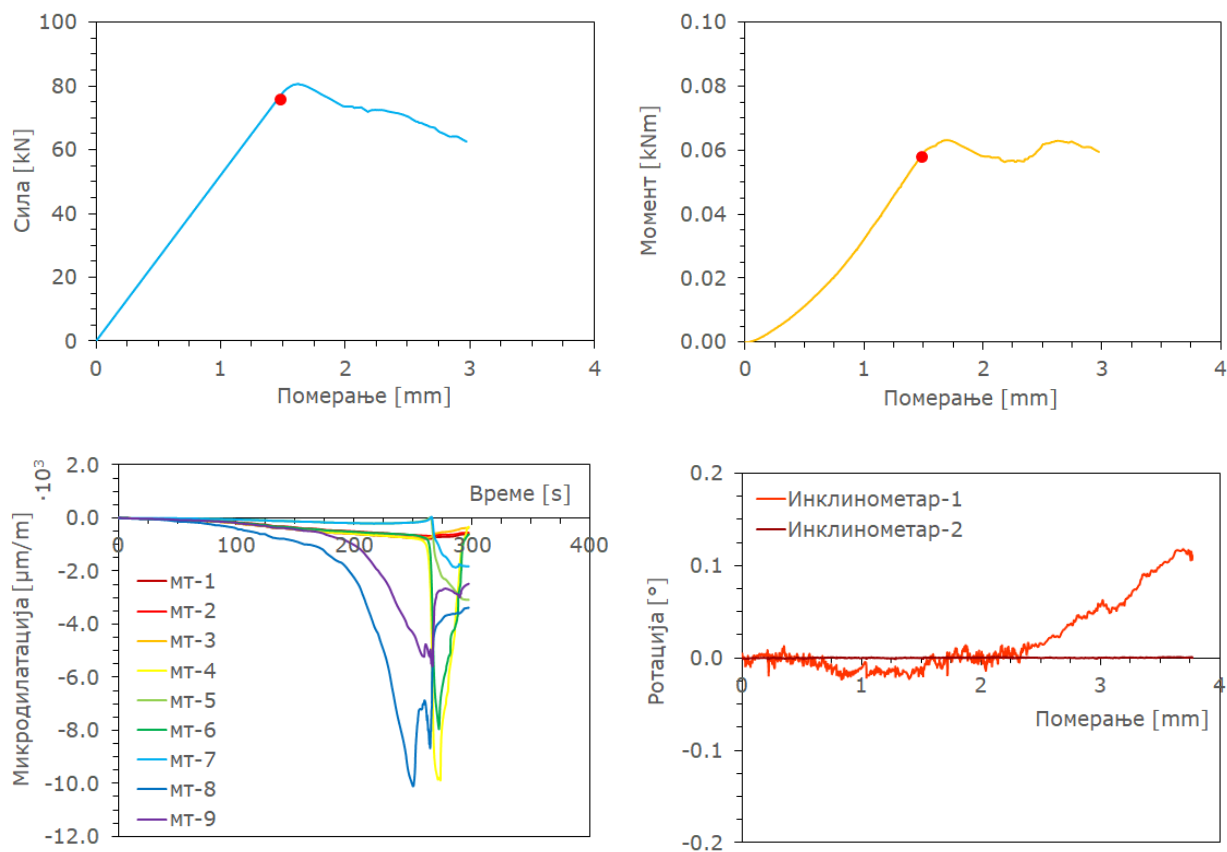 100
80
60
40
20
0
Сила [kN]
0 1 2 3 4
Померање [mm]
0.10
0.08
0.06
0.04
0.02
0.00
Момент [kNm]
0 1 2 3 4
Померање [mm]
2.0
0.0
-2.0
-4.0
-6.0
-8.0
-10.0
-12.0
Микродилатација [µm/m] ·10³
Време [s]
0 100 200 300 400
мт-1
мт-2
мт-3
мт-4
мт-5
мт-6
мт-7
мт-8
мт-9
0.2
0.1
0.0
-0.1
-0.2
Ротација [°]
Инклинометар-1
Инклинометар-2
0 1 2 3 4
Померање [mm]